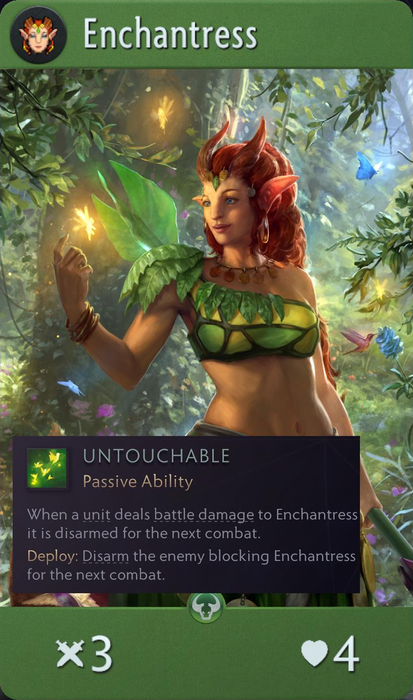 Enchantress
UNTOUCHABLE
Passive Ability
When a unit deals battle damage to Enchantress
it is disarmed for the next combat.
Deploy: Disarm the enemy blocking Enchantress
for the next combat.
3 4